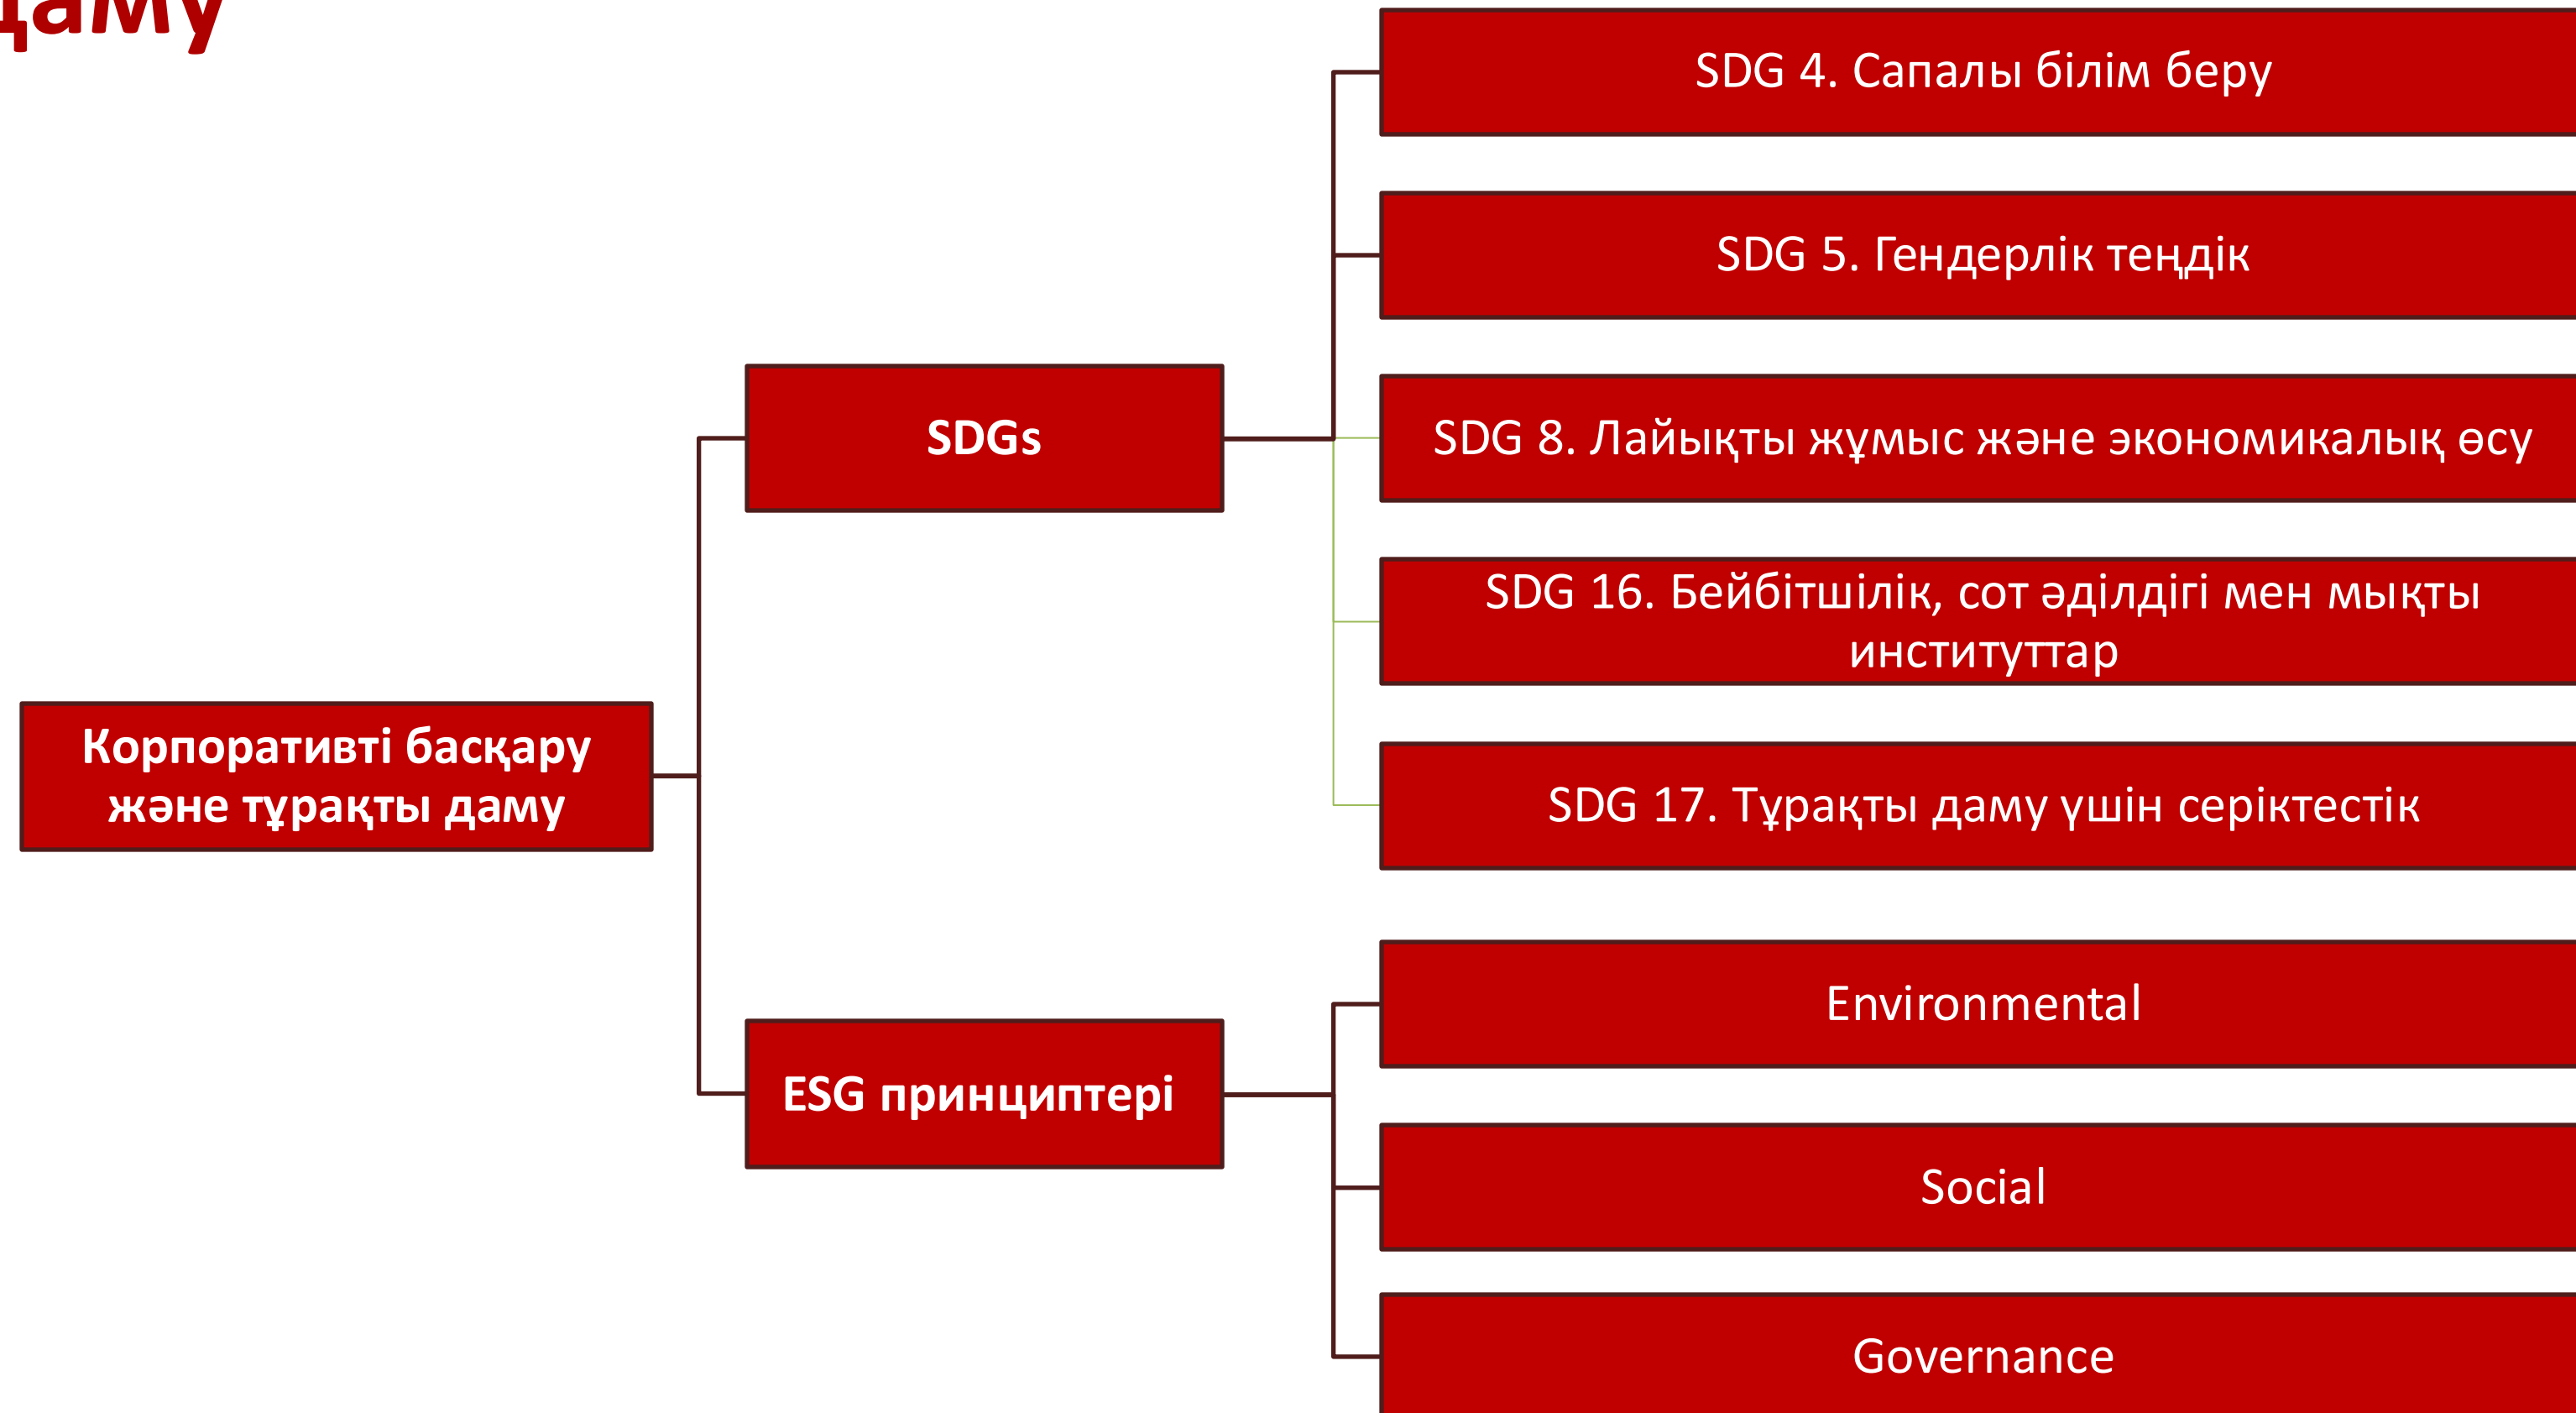 даму
SDG 4. Сапалы білім беру
SDG 5. Гендерлік теңдік
SDGs
SDG 8. Лайықты жұмыс және экономикалық өсу
SDG 16. Бейбітшілік, сот әділдігі мен мықты
институттар
Корпоративті басқару
және тұрақты даму
SDG 17. Тұрақты даму үшін серіктестік
Environmental
ESG принциптері
Social
Governance